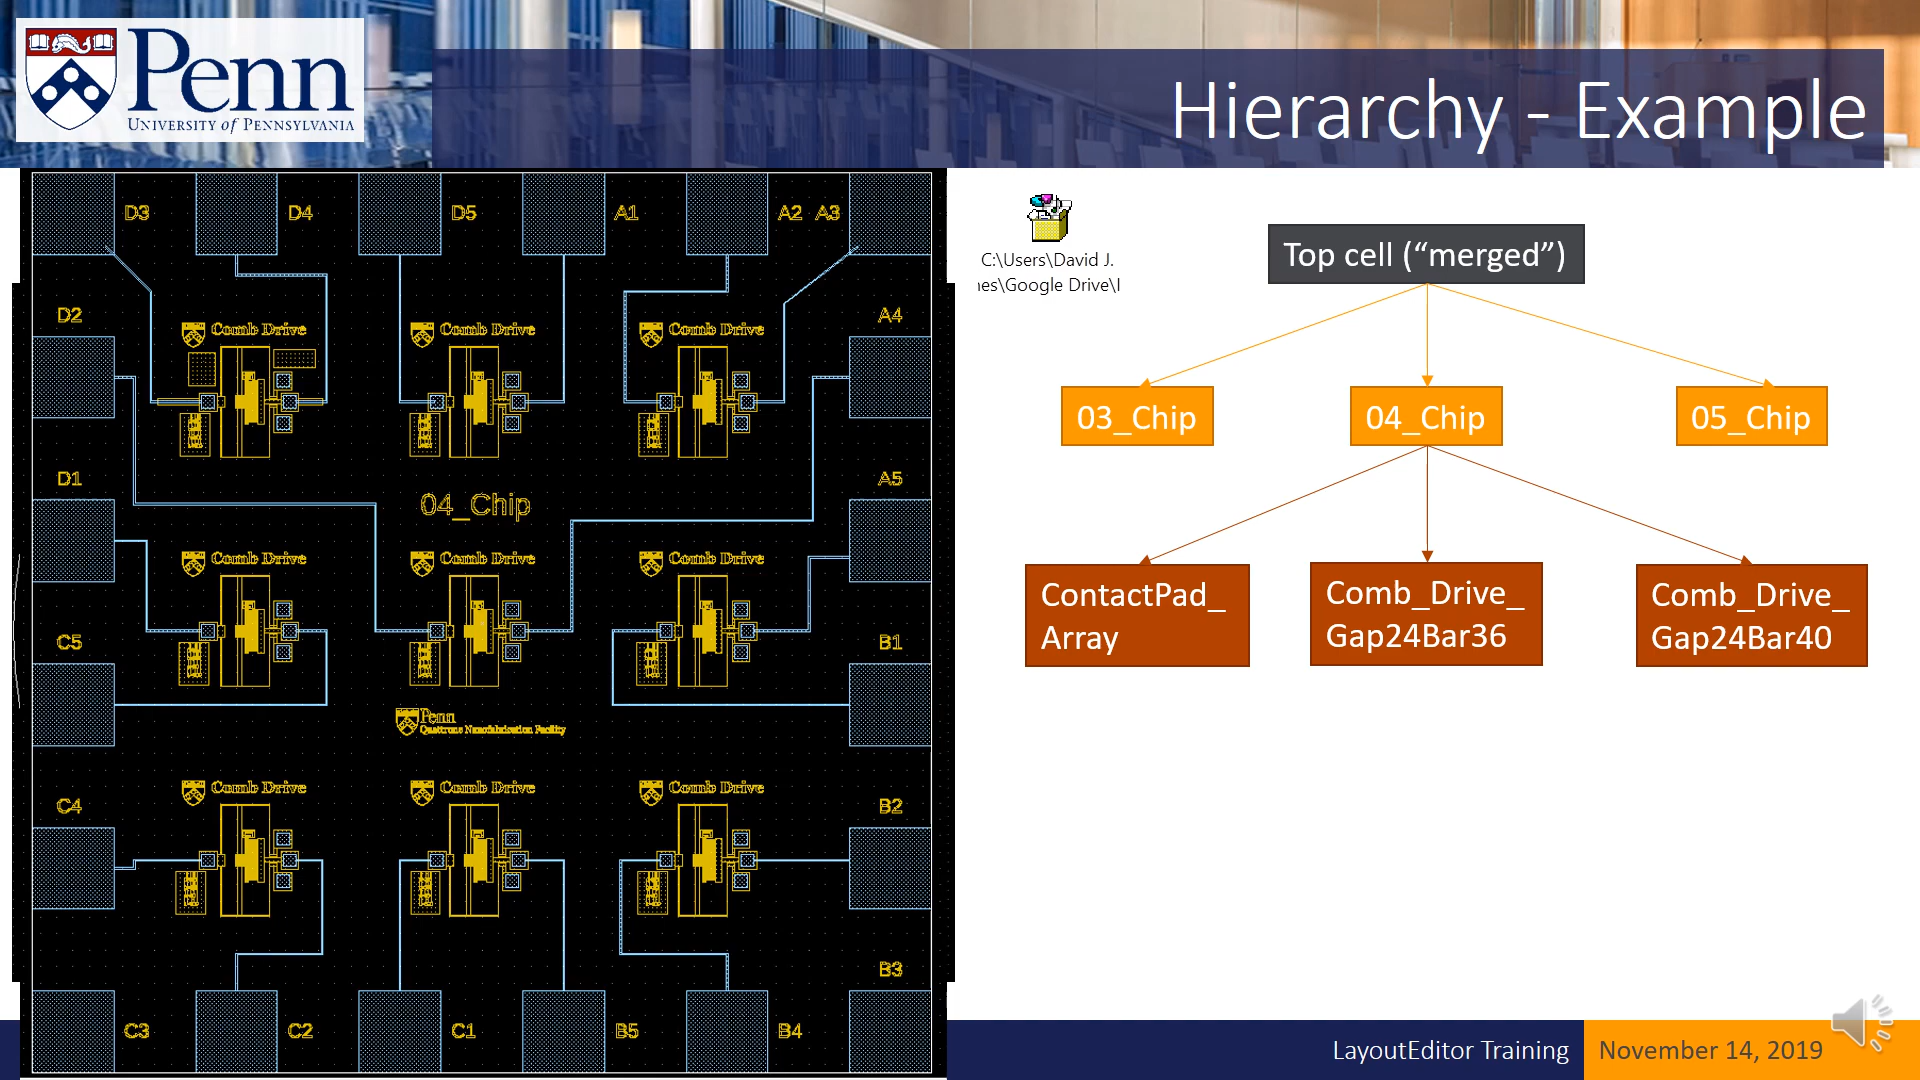 Penn
UNIVERSITY of PENNSYLVANIA
Hierarchy - Example
D3 D4 D5 A1 A2 A3
D2 A4
Comb Drive Comb Drive Comb Drive
D1 A5
04_Chip
Comb Drive Comb Drive Comb Drive
C5 B1
Penn
Quattrone Nanofabrication Facility
Comb Drive Comb Drive Comb Drive
C4 B2
B3
C3 C2 C1 B5 B4
C:\Users\David J.
es\Google Drive\I
Top cell (“merged”)
03_Chip
04_Chip
05_Chip
ContactPad_
Array
Comb_Drive_
Gap24Bar36
Comb_Drive_
Gap24Bar40
LayoutEditor Training
November 14, 2019